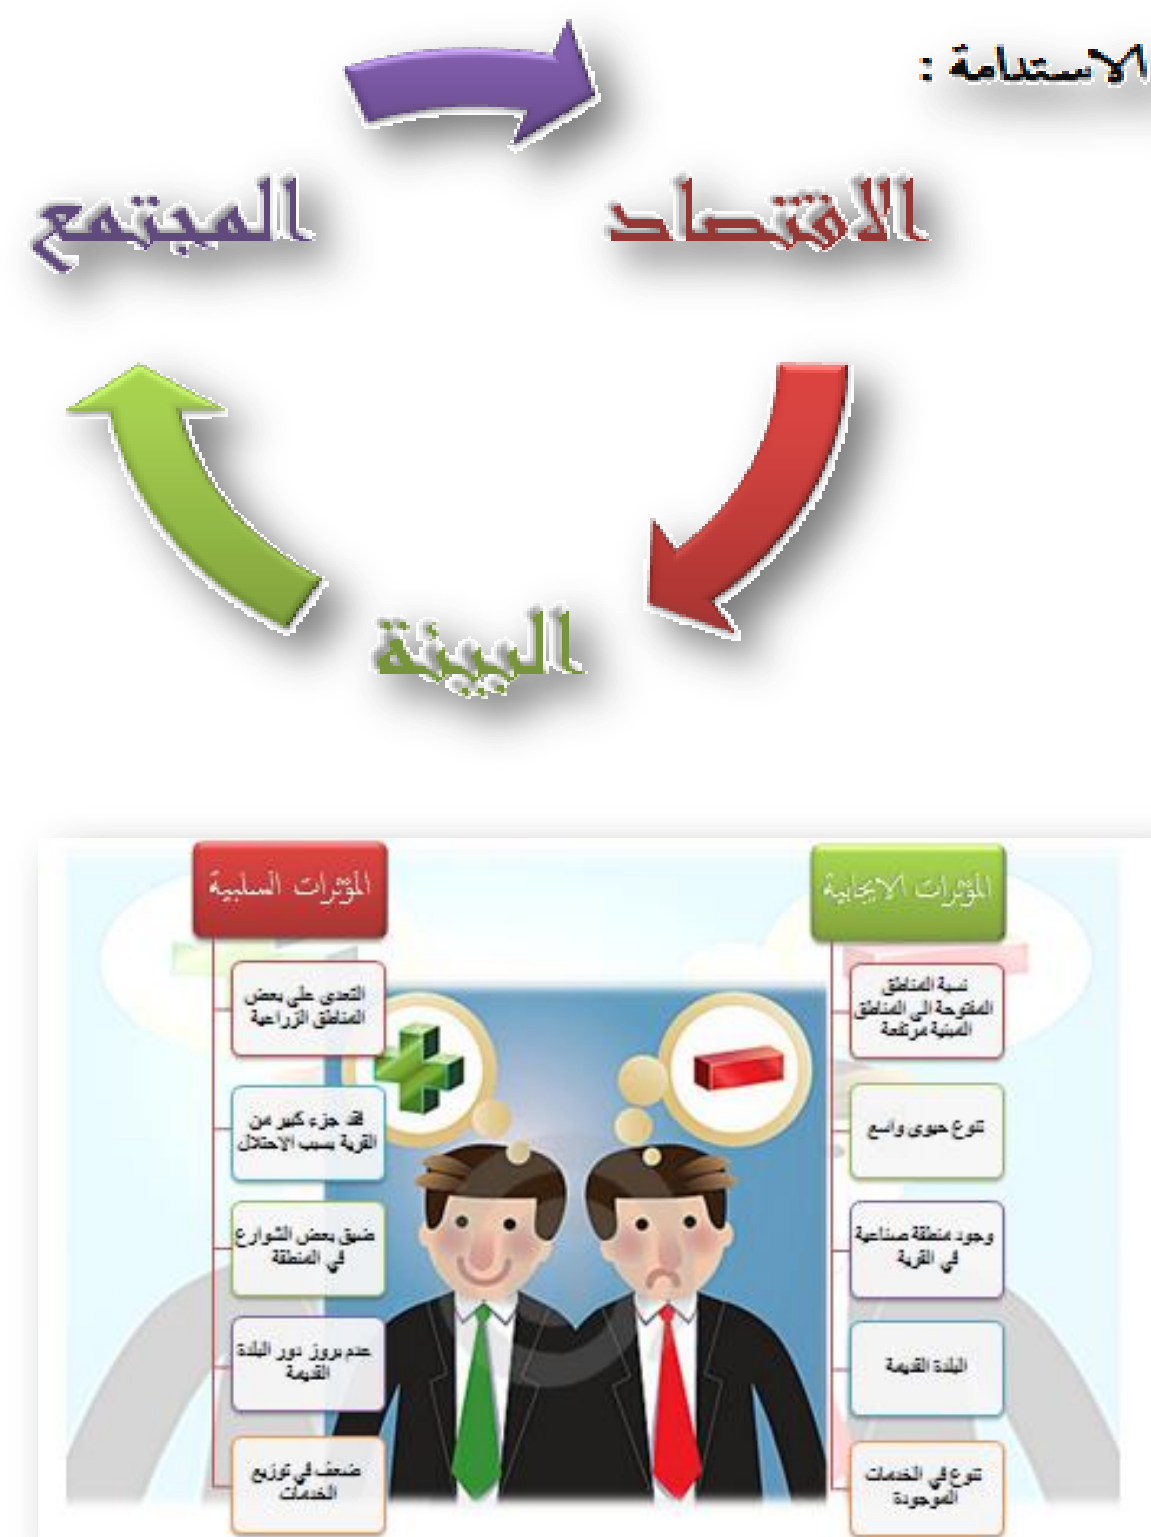 الاستدامة :
الاقتصاد
المجتمع
البيئة
المؤثرات الايجابية
نسبة المناطق
المفتوحة الى المناطق
المبنية مرتفعة
تنوع حيوى واسع
وجود منطقة صناعية
في القرية
البلدة القديمة
تنوع في الخدمات
الموجودة
المؤثرات السلبية
التعدى على بعض
المناطق الزراعية
فقد جزء كبير من
القرية بسبب الاحتلال
ضيق بعض الشوارع
في المنطقة
عدم بروز دور البلدة
القديمة
ضعف في توزيع
الخدمات